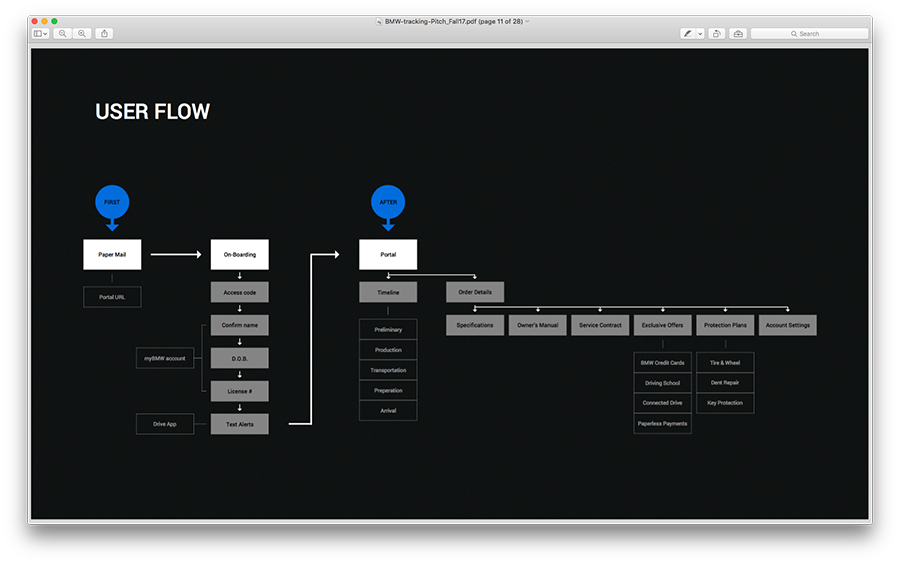 BMW-tracking-Pitch_Fall17.pdf (page 11 of 28)
Search
USER FLOW
FIRST
AFTER
Paper Mail
On-Boarding
Portal
Portal URL
Access code
Timeline
Order Details
Confirm name
Specifications
Owner's Manual
Service Contract
Exclusive Offers
Protection Plans
Account Settings
Preliminary
Production
Transportation
Preperation
Arrival
myBMW account
D.O.B.
License #
Drive App
Text Alerts
BMW Credit Cards
Driving School
Connected Drive
Paperless Payments
Tire & Wheel
Dent Repair
Key Protection